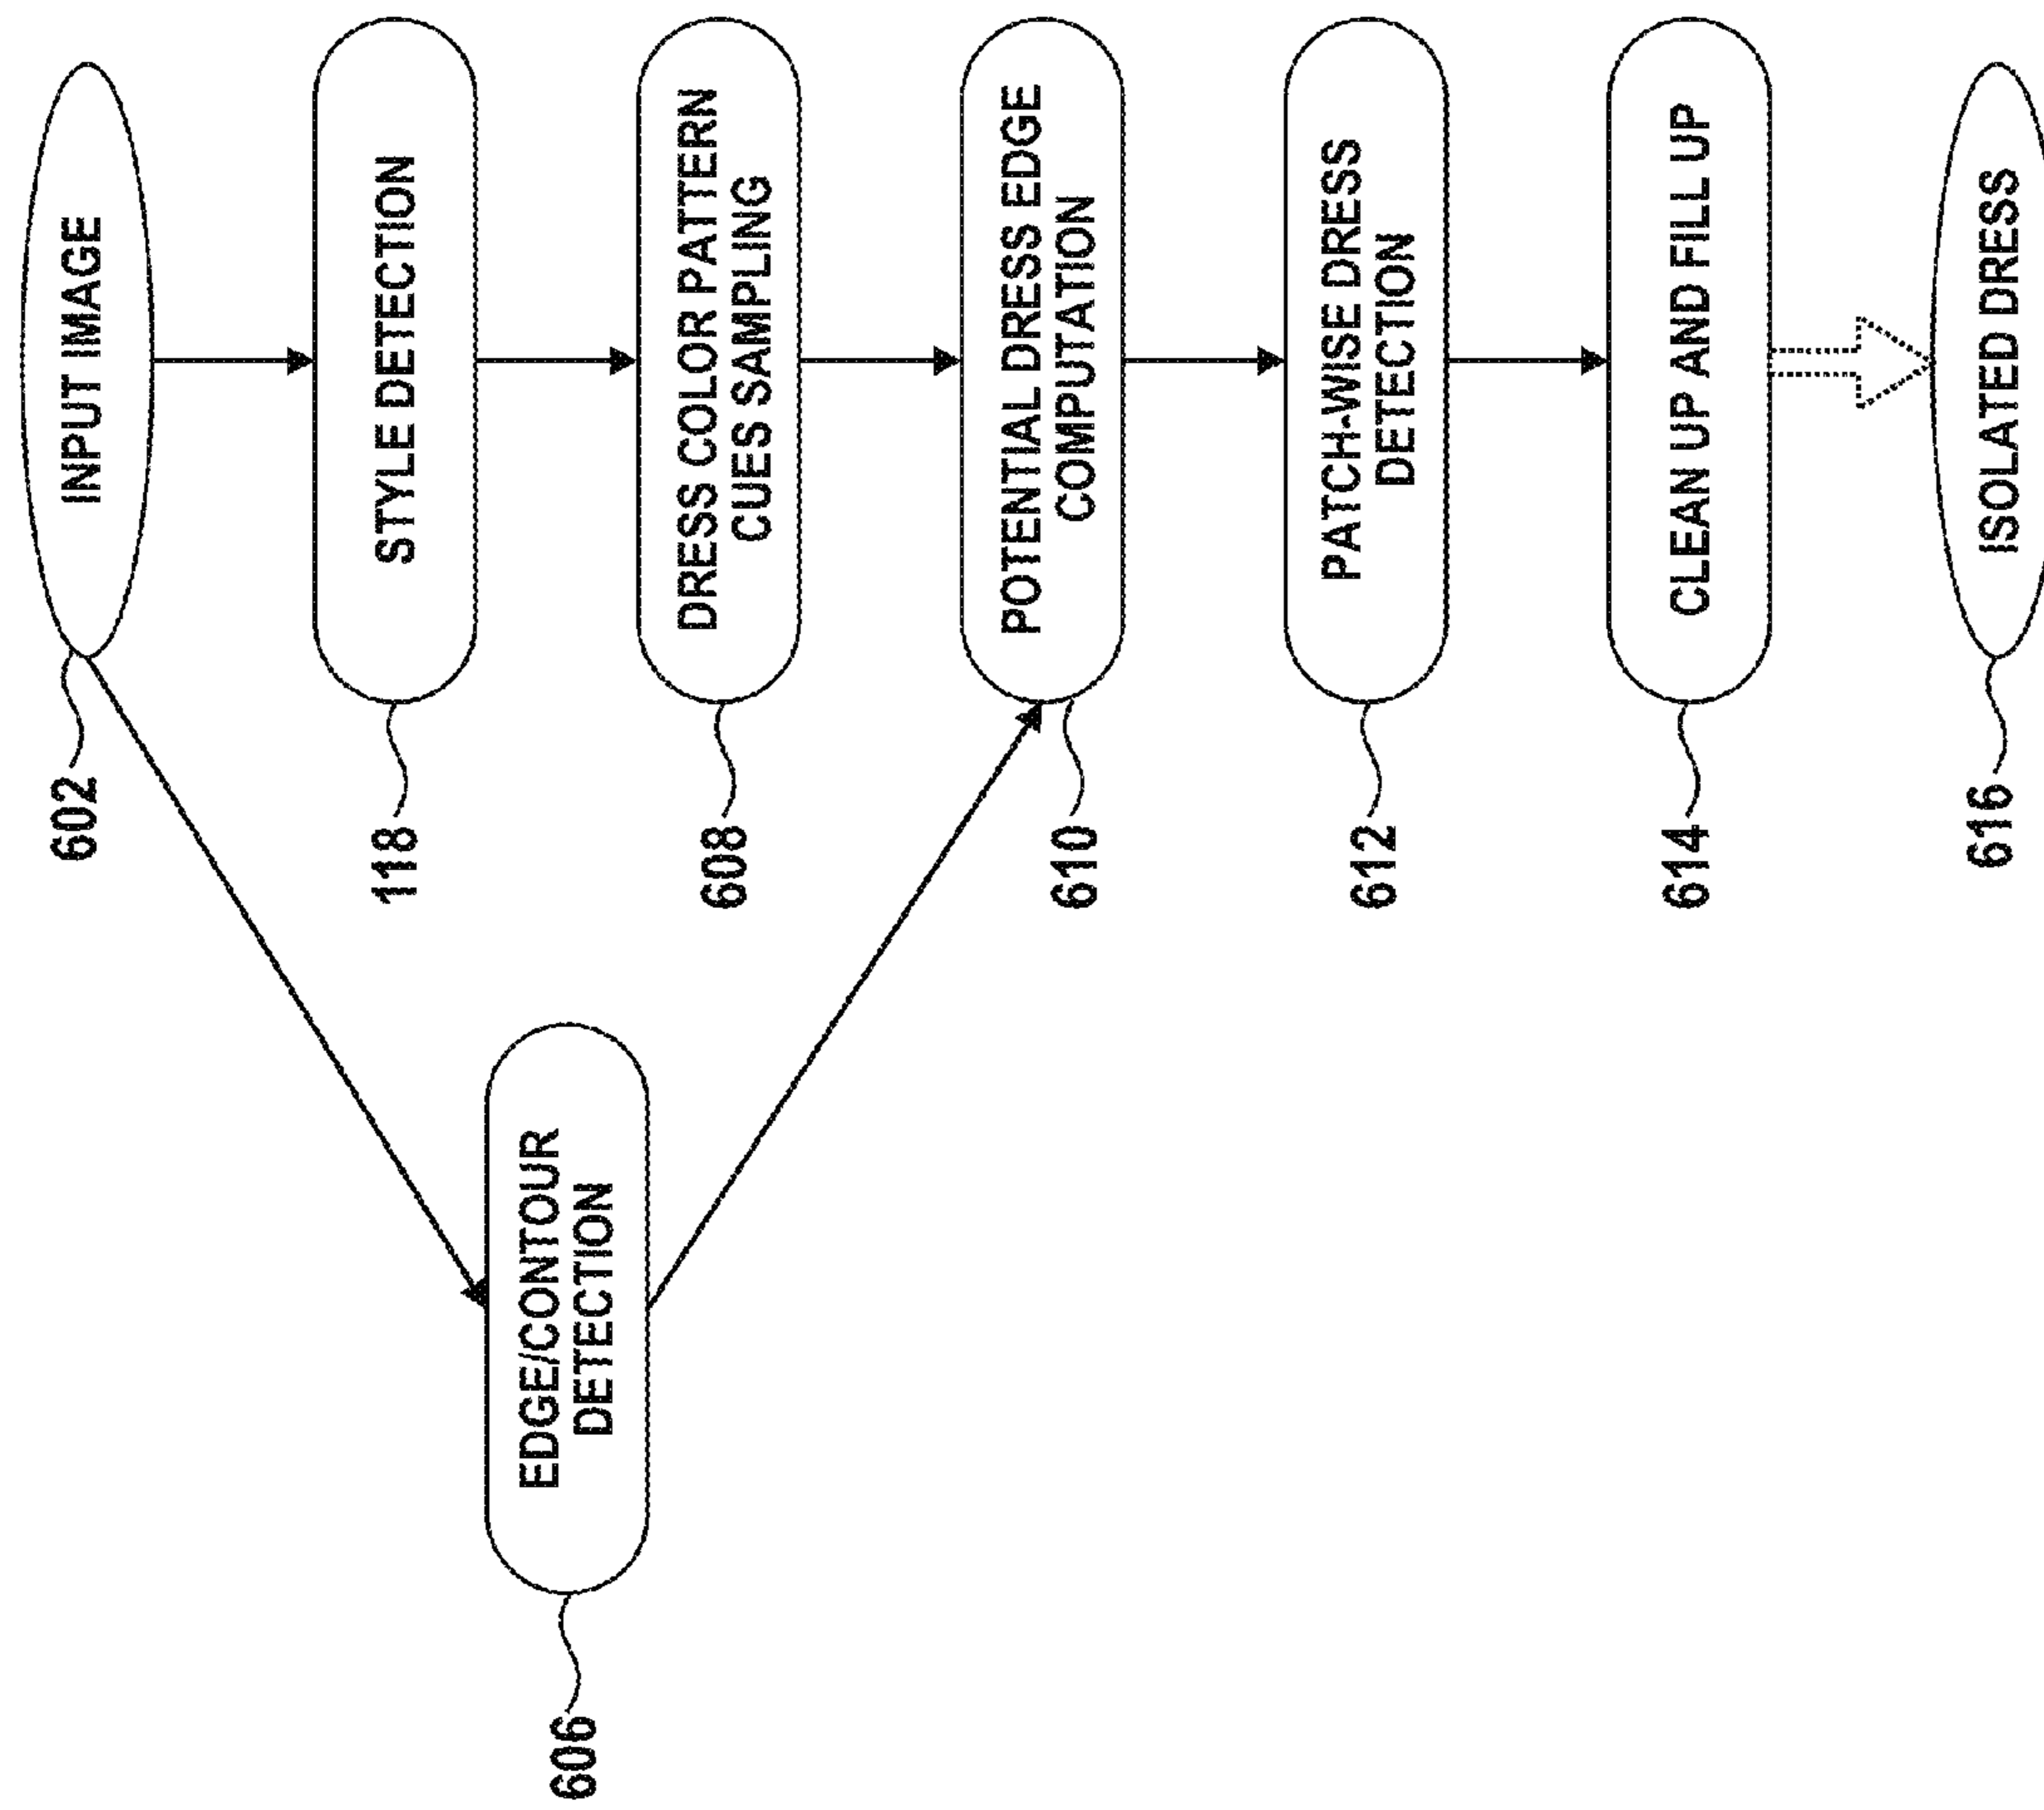 INPUT IMAGE
602
STYLE DETECTION
118
EDGE/CONTOUR
DETECTION
606
DRESS COLOR PATTERN
CUES SAMPLING
608
POTENTIAL DRESS EDGE
COMPUTATION
610
PATCH-WISE DRESS
DETECTION
612
CLEAN UP AND FILL UP
614
ISOLATED DRESS
616